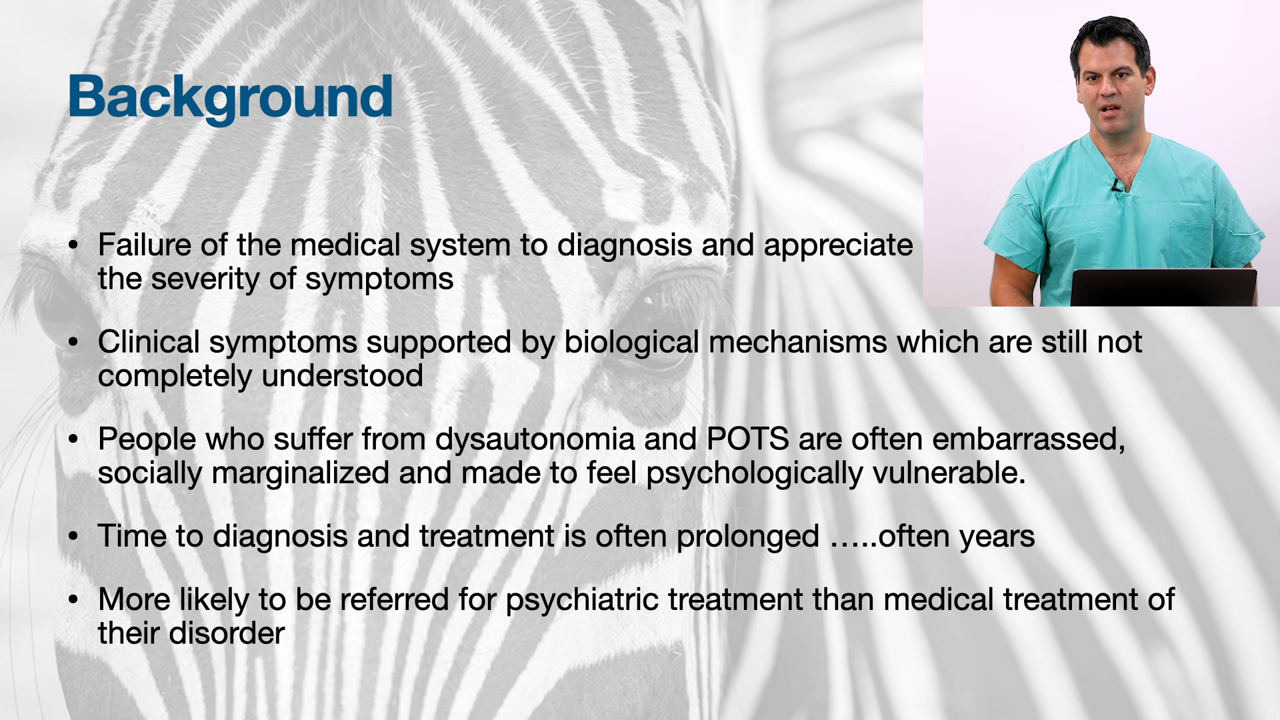 Background
• Failure of the medical system to diagnosis and appreciate
the severity of symptoms
• Clinical symptoms supported by biological mechanisms which are still not
completely understood
• People who suffer from dysautonomia and POTS are often embarrassed,
socially marginalized and made to feel psychologically vulnerable.
• Time to diagnosis and treatment is often prolonged …..often years
• More likely to be referred for psychiatric treatment than medical treatment of
their disorder